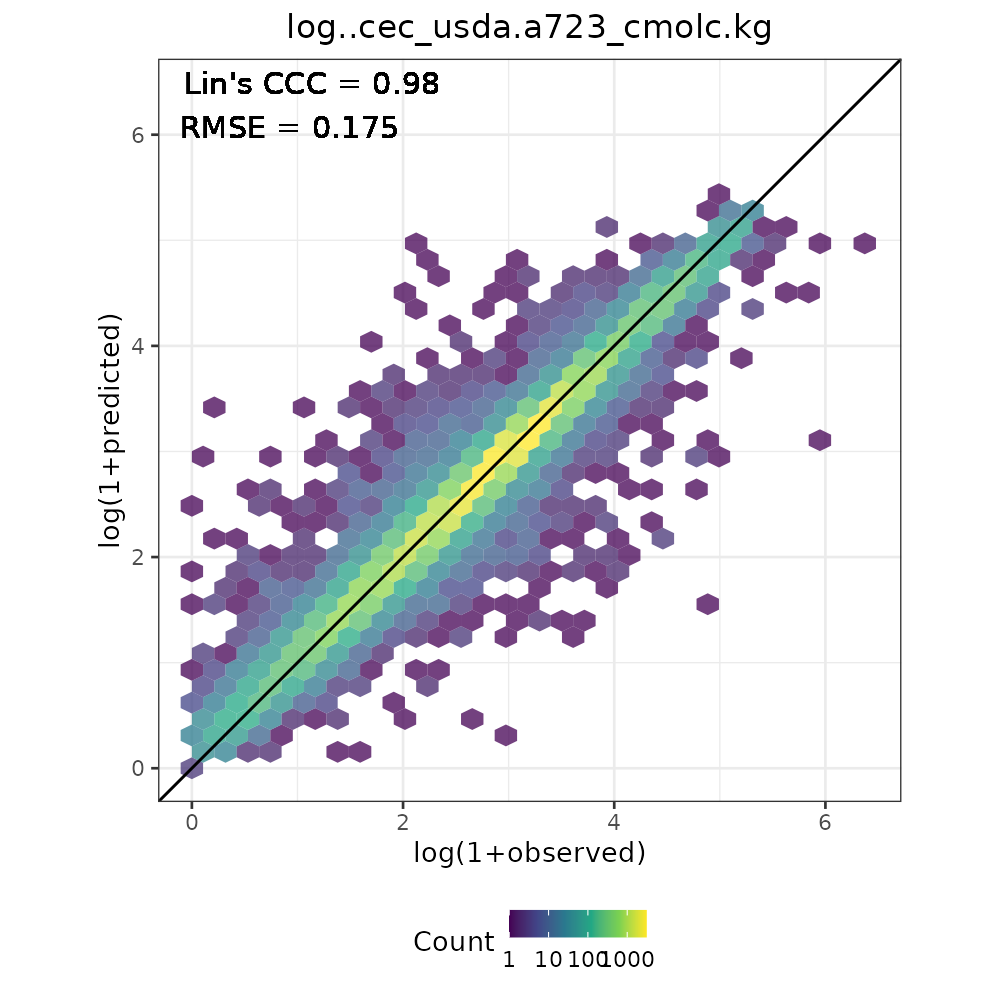 log..cec_usda.a723_cmolc.kg
Lin's CCC = 0.98
RMSE = 0.175
6
4
2
0
log(1+predicted)
0 2 4 6
log(1+observed)
Count
1 10 100 1000